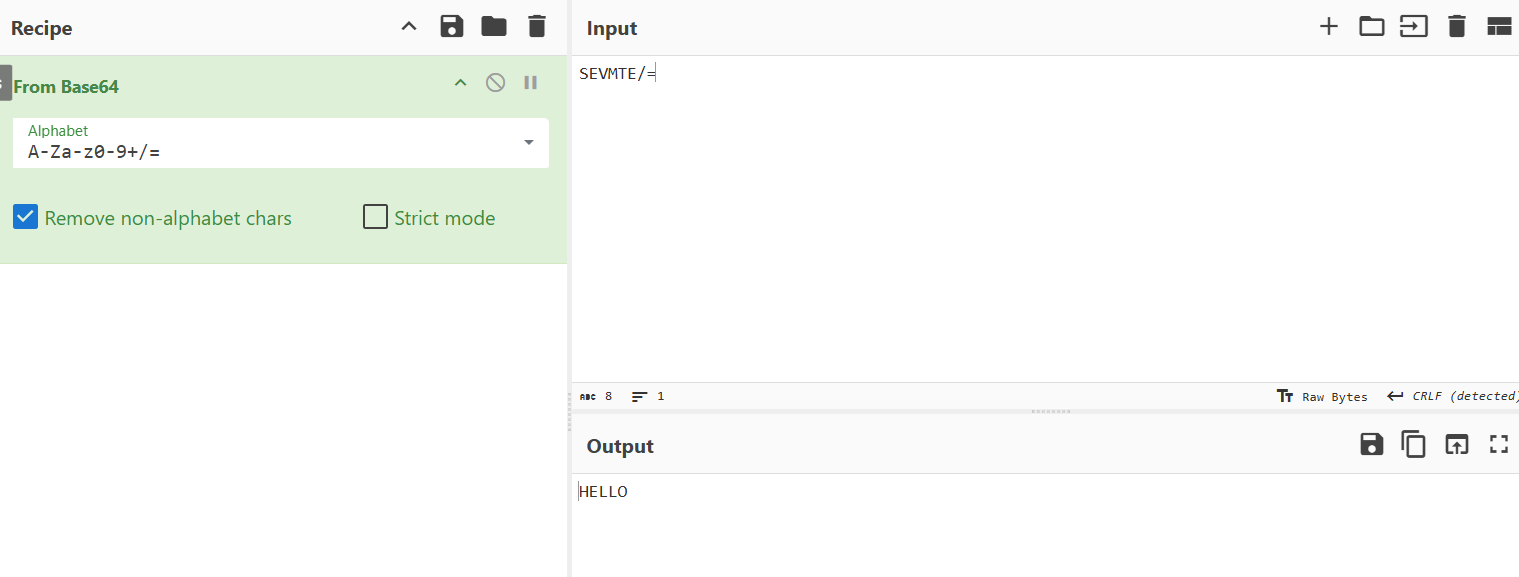 Recipe
From Base64
Alphabet
A-Za-z0-9+/=
Remove non-alphabet chars
Strict mode
Input
SEVMTE/=
ABC 8 1
Raw Bytes
CRLF (detected)
Output
HELLO